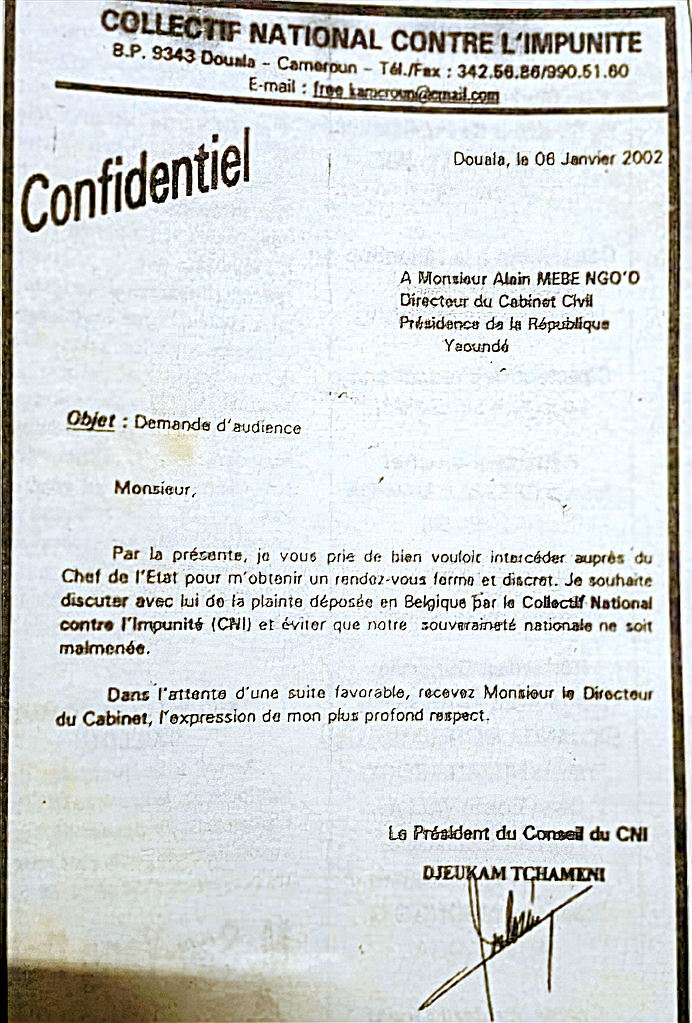 COLLECTIF NATIONAL CONTRE L'IMPUNITE
B.P. 9343 Douala – Cameroun – Tél./Fax : 342.56.86/990.51.60
E-mail : free_kameroun@gmail.com
Confidentiel
Douala, le 06 Janvier 2002
A Monsieur Alain MEBE NGO'O
Directeur du Cabinet Civil
Présidence de la République
Yaoundé
Objet : Demande d'audience
Monsieur,
Par la présente, je vous prie de bien vouloir intercéder auprès du
Chef de l'Etat pour m'obtenir un rendez-vous ferme et discret. Je souhaite
discuter avec lui de la plainte déposée en Belgique par le Collectif National
contre l'Impunité (CNI) et éviter que notre souveraineté nationale ne soit
malmenée.
Dans l'attente d'une suite favorable, recevez Monsieur le Directeur
du Cabinet, l'expression de mon plus profond respect.
Le Président du Conseil du CNI
DJEUKAM TCHAMENI